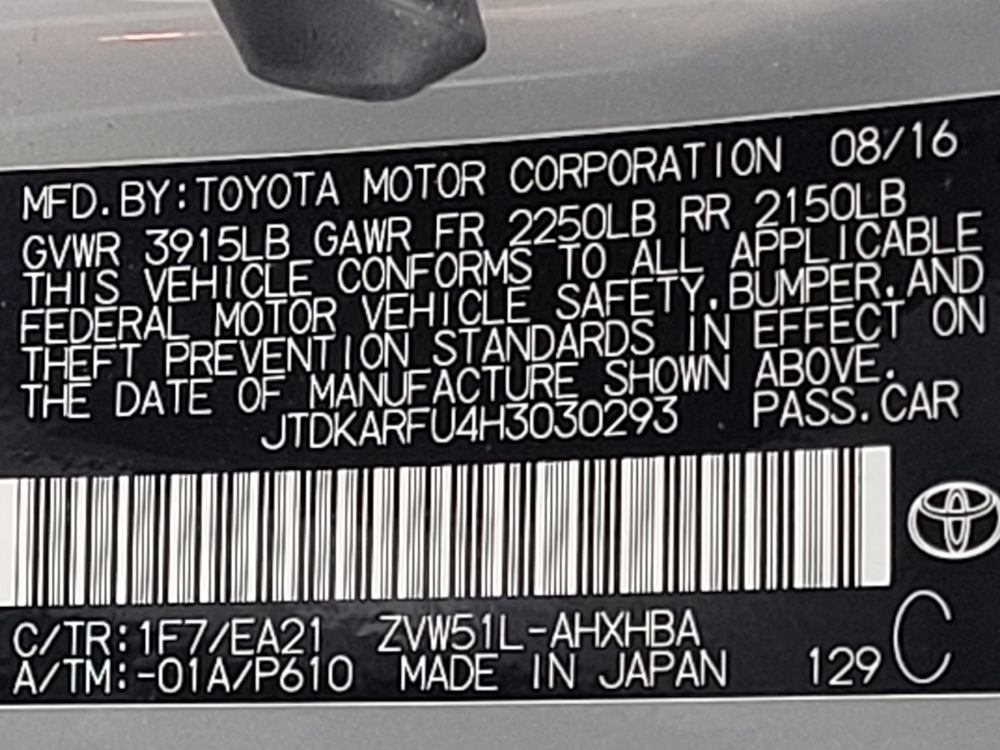 MFD.BY:TOYOTA MOTOR CORPORATION 08/16
GVWR 3915LB GAWR FR 2250LB RR 2150LB
THIS VEHICLE CONFORMS TO ALL APPLICABLE
FEDERAL MOTOR VEHICLE SAFETY,BUMPER,AND
THEFT PREVENTION STANDARDS IN EFFECT ON
THE DATE OF MANUFACTURE SHOWN ABOVE.
JTDKARFU4H3030293 PASS.CAR
C/TR:1F7/EA21 ZVW51L-AHXHBA
A/TM:-01A/P610 MADE IN JAPAN 129 C